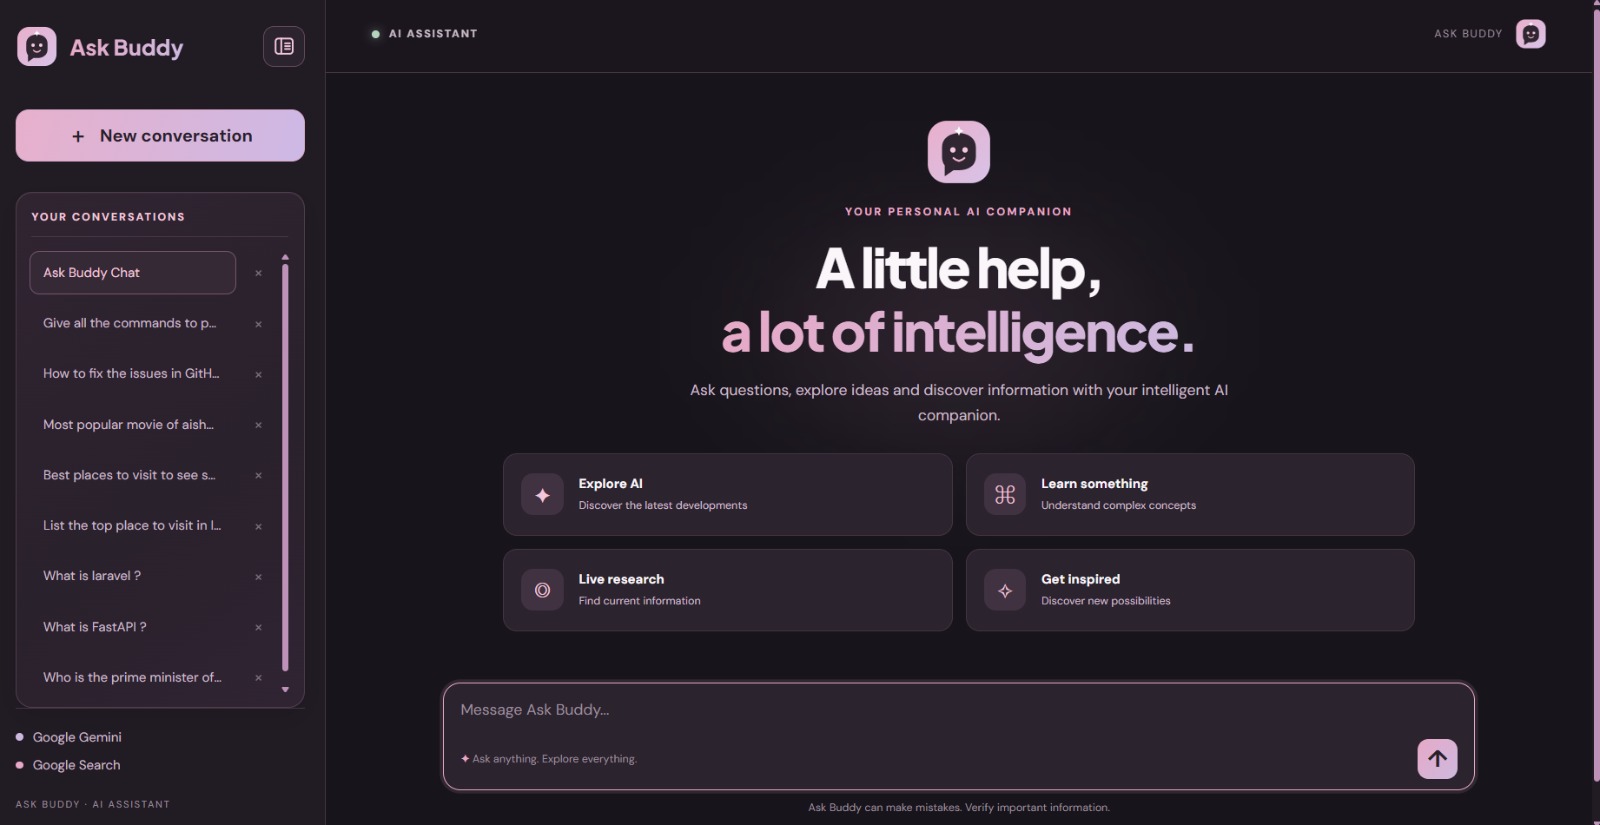 Ask Buddy
+ New conversation
YOUR CONVERSATIONS
Ask Buddy Chat ×
Give all the commands to p... ×
How to fix the issues in GitH... ×
Most popular movie of aish... ×
Best places to visit to see s... ×
List the top place to visit in l... ×
What is laravel ? ×
What is FastAPI ? ×
Who is the prime minister of... ×
Google Gemini
Google Search
ASK BUDDY · AI ASSISTANT
AI ASSISTANT
ASK BUDDY
YOUR PERSONAL AI COMPANION
A little help,
a lot of intelligence.
Ask questions, explore ideas and discover information with your intelligent AI
companion.
Explore AI
Discover the latest developments
Learn something
Understand complex concepts
Live research
Find current information
Get inspired
Discover new possibilities
Message Ask Buddy...
✦ Ask anything. Explore everything.
Ask Buddy can make mistakes. Verify important information.